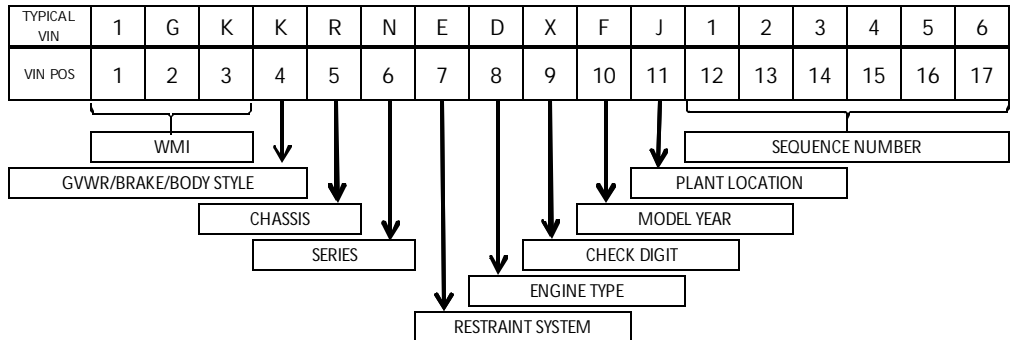 TYPICAL VIN 1 G K K R N E D X F J 1 2 3 4 5 6
VIN POS 1 2 3 4 5 6 7 8 9 10 11 12 13 14 15 16 17
WMI SEQUENCE NUMBER
GVWR/BRAKE/BODY STYLE PLANT LOCATION
CHASSIS MODEL YEAR
SERIES CHECK DIGIT
ENGINE TYPE
RESTRAINT SYSTEM